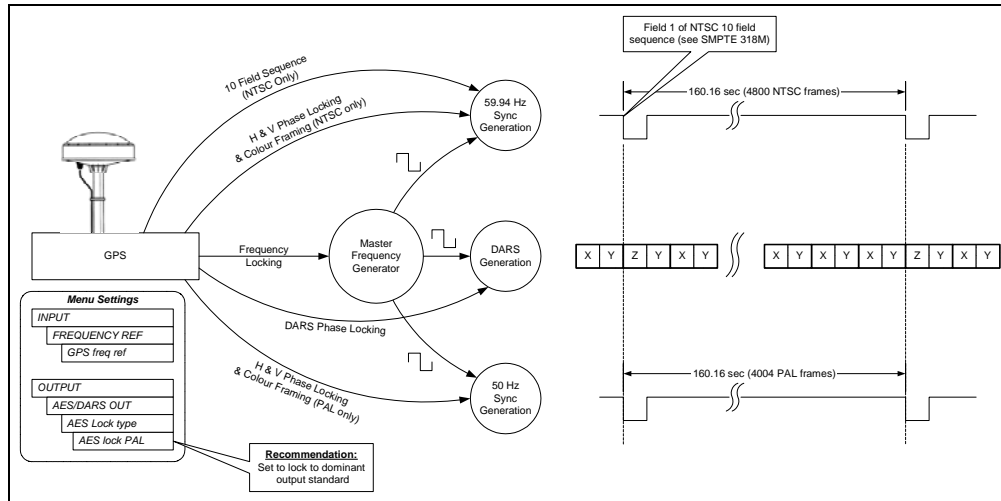 Field 1 of NTSC 10 field
sequence (see SMPTE 318M)
10 Field Sequence
(NTSC Only)
H & V Phase Locking
& Colour Framing (NTSC only)
59.94 Hz
Sync
Generation
160.16 sec (4800 NTSC frames)
GPS
Frequency
Locking
Master
Frequency
Generator
DARS
Generation
X Y Z Y X Y
X Y X Y X Y Z Y X Y
DARS Phase Locking
H & V Phase Locking
& Colour Framing (PAL only)
50 Hz
Sync
Generation
160.16 sec (4004 PAL frames)
Menu Settings
INPUT
FREQUENCY REF
GPS freq ref
OUTPUT
AES/DARS OUT
AES Lock type
AES lock PAL
Recommendation:
Set to lock to dominant
output standard